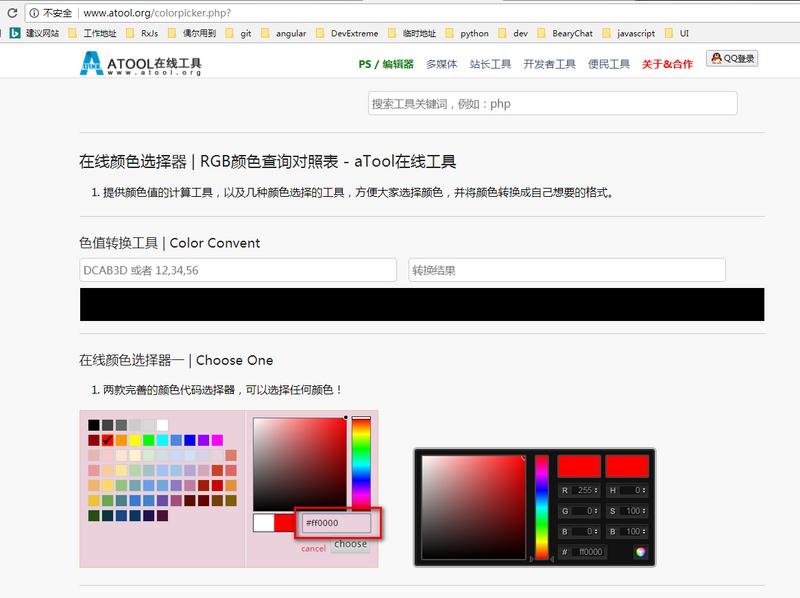 不安全 | www.atool.org/colorpicker.php?
建议网站 工作地址 RxJs 偶尔用到 git angular DevExtreme 临时地址 python dev BearyChat javascript UI
ATOOL在线工具
www.atool.org
PS / 编辑器 多媒体 站长工具 开发者工具 便民工具 关于&合作 QQ登录
搜索工具关键词，例如：php
在线颜色选择器 | RGB颜色查询对照表 - aTool在线工具
1. 提供颜色值的计算工具，以及几种颜色选择的工具，方便大家选择颜色，并将颜色转换成自己想要的格式。
色值转换工具 | Color Convent
DCAB3D 或者 12,34,56 转换结果
在线颜色选择器一 | Choose One
1. 两款完善的颜色代码选择器，可以选择任何颜色！
#ff0000
cancel choose
R 255 H 0
G 0 S 100
B 0 B 100
# ff0000